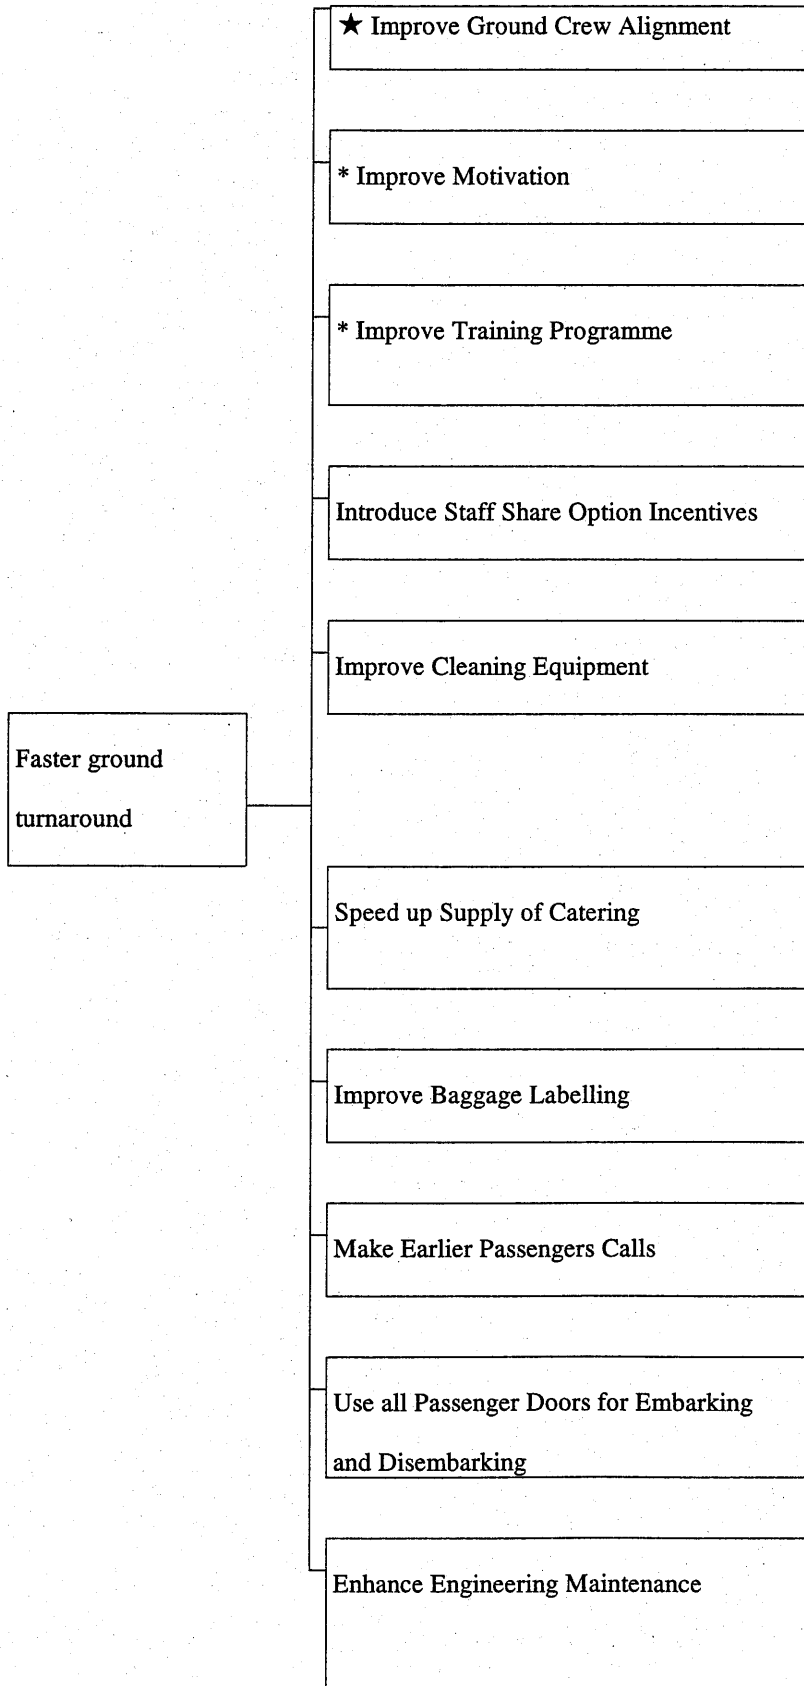 ★ Improve Ground Crew Alignment
* Improve Motivation
* Improve Training Programme
Introduce Staff Share Option Incentives
Improve Cleaning Equipment
Faster ground
turnaround
Speed up Supply of Catering
Improve Baggage Labelling
Make Earlier Passengers Calls
Use all Passenger Doors for Embarking
and Disembarking
Enhance Engineering Maintenance